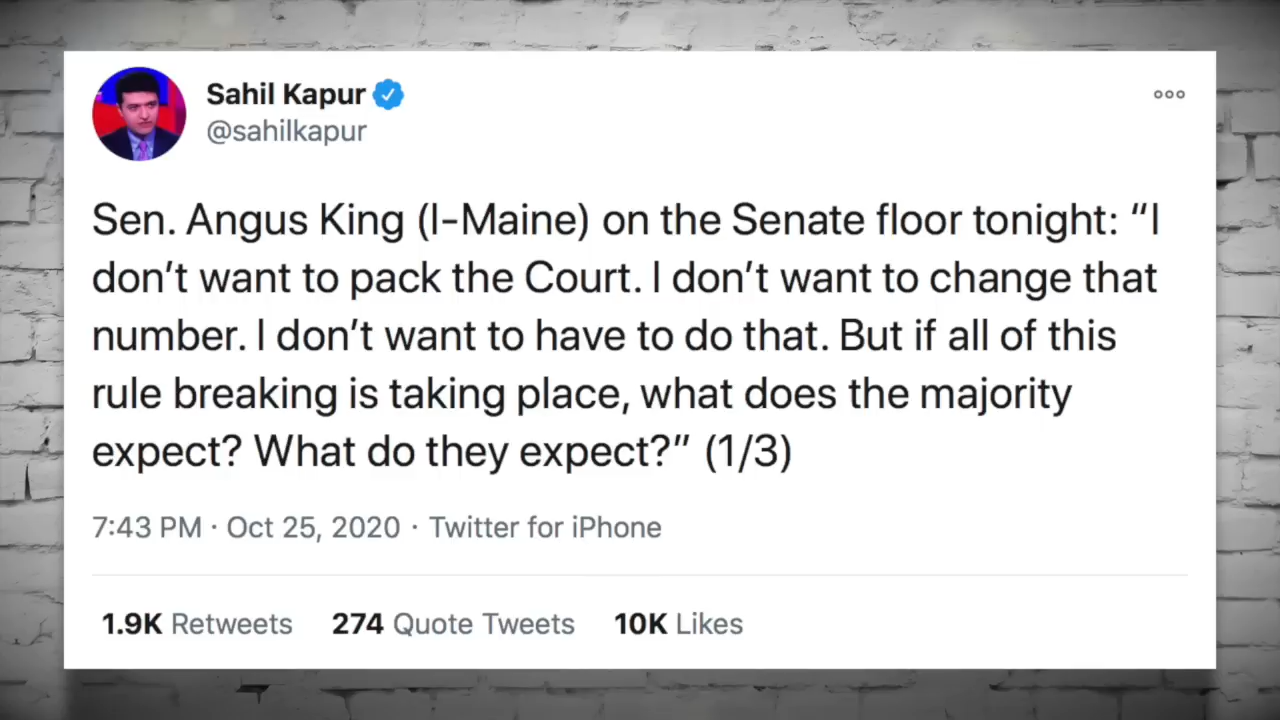 Sahil Kapur
@sahilkapur
Sen. Angus King (I-Maine) on the Senate floor tonight: “I
don’t want to pack the Court. I don’t want to change that
number. I don’t want to have to do that. But if all of this
rule breaking is taking place, what does the majority
expect? What do they expect?” (1/3)
7:43 PM · Oct 25, 2020 · Twitter for iPhone
1.9K Retweets 274 Quote Tweets 10K Likes